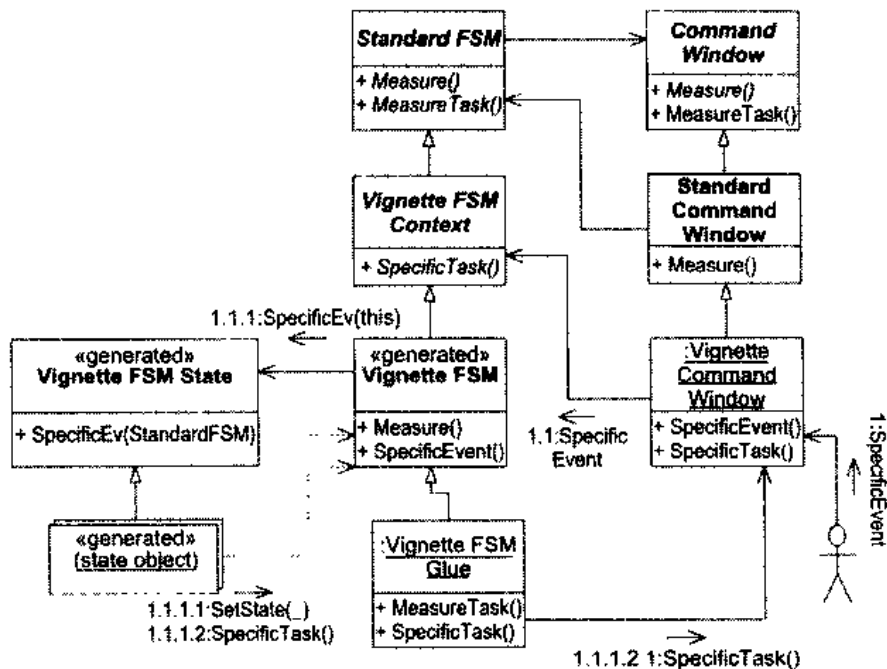 Standard FSM
+ Measure()
+ MeasureTask()
Command
Window
+ Measure()
+ MeasureTask()
Vignette FSM
Context
+ SpecificTask()
Standard
Command
Window
+ Measure()
1.1.1:SpecificEv(this)
«generated»
Vignette FSM State
+ SpecificEv(StandardFSM)
«generated»
Vignette FSM
+ Measure()
+ SpecificEvent()
:Vignette
Command
Window
+ SpecificEvent()
+ SpecificTask()
1.1:Specific
Event
1:SpecificEvent
«generated»
(state object)
:Vignette FSM
Glue
+ MeasureTask()
+ SpecificTask()
1.1.1.1:SetState(_)
1.1.1.2:SpecificTask()
1.1.1.2 1:SpecificTask()